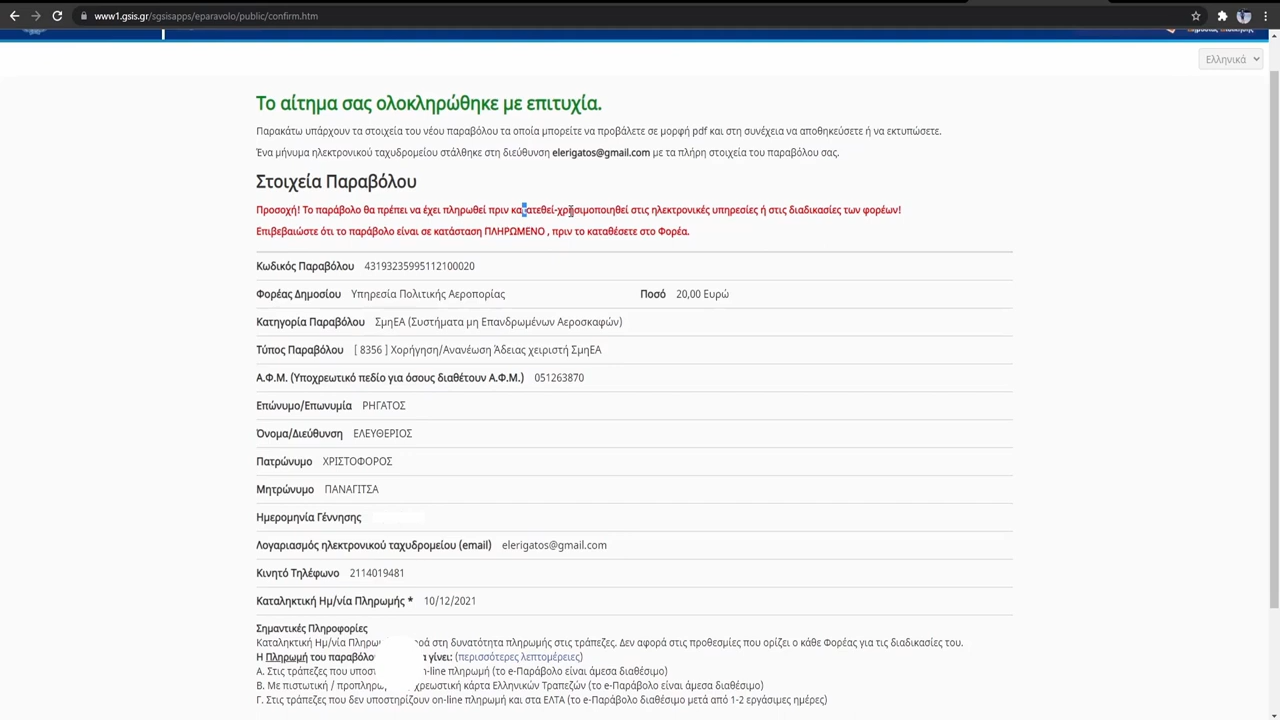 www1.gsis.gr/sgsisapps/eparavolo/public/confirm.htm
Ελληνικά
Το αίτημα σας ολοκληρώθηκε με επιτυχία.
Παρακάτω υπάρχουν τα στοιχεία του νέου παραβόλου τα οποία μπορείτε να προβάλετε σε μορφή pdf και στη συνέχεια να αποθηκεύσετε ή να εκτυπώσετε.
Ένα μήνυμα ηλεκτρονικού ταχυδρομείου στάλθηκε στη διεύθυνση elerigatos@gmail.com με τα πλήρη στοιχεία του παραβόλου σας.
Στοιχεία Παραβόλου
Προσοχή! Το παράβολο θα πρέπει να έχει πληρωθεί πριν κατατεθεί-χρησιμοποιηθεί στις ηλεκτρονικές υπηρεσίες ή στις διαδικασίες των φορέων!
Επιβεβαιώστε ότι το παράβολο είναι σε κατάσταση ΠΛΗΡΩΜΕΝΟ , πριν το καταθέσετε στο Φορέα.
Κωδικός Παραβόλου 43193235995112100020
Φορέας Δημοσίου Υπηρεσία Πολιτικής Αεροπορίας Ποσό 20,00 Ευρώ
Κατηγορία Παραβόλου ΣμηΕΑ (Συστήματα μη Επανδρωμένων Αεροσκαφών)
Τύπος Παραβόλου [ 8356 ] Χορήγηση/Ανανέωση Άδειας χειριστή ΣμηΕΑ
Α.Φ.Μ. (Υποχρεωτικό πεδίο για όσους διαθέτουν Α.Φ.Μ.) 051263870
Επώνυμο/Επωνυμία ΡΗΓΑΤΟΣ
Όνομα/Διεύθυνση ΕΛΕΥΘΕΡΙΟΣ
Πατρώνυμο ΧΡΙΣΤΟΦΟΡΟΣ
Μητρώνυμο ΠΑΝΑΓΙΤΣΑ
Ημερομηνία Γέννησης
Λογαριασμός ηλεκτρονικού ταχυδρομείου (email) elerigatos@gmail.com
Κινητό Τηλέφωνο 2114019481
Καταληκτική Ημ/νία Πληρωμής * 10/12/2021
Σημαντικές Πληροφορίες
Καταληκτική Ημ/νία στη δυνατότητα πληρωμής στις τράπεζες. Δεν αφορά στις προθεσμίες που ορίζει ο κάθε Φορέας για τις διαδικασίες του.
Η Πληρωμή του γίνει: (περισσότερες λεπτομέρειες)
Α. Στις τράπεζες που πληρωμή (το e-Παράβολο είναι άμεσα διαθέσιμο)
Β. Με πιστωτική / κάρτα Ελληνικών Τραπεζών (το e-Παράβολο είναι άμεσα διαθέσιμο)
Γ. Στις τράπεζες που δεν υποστηρίζουν on-line πληρωμή και στα ΕΛΤΑ (το e-Παράβολο διαθέσιμο μετά από 1-2 εργάσιμες ημέρες)